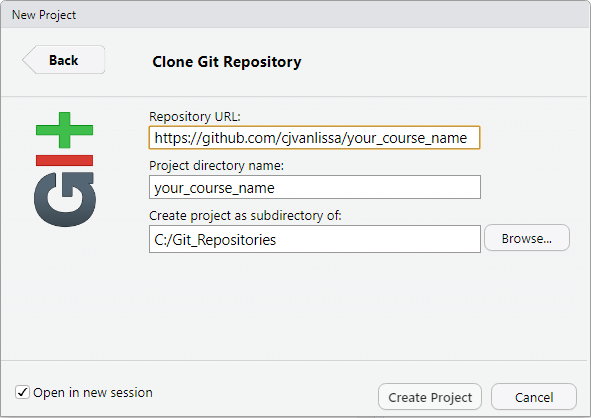 New Project
Back
Clone Git Repository
git
Repository URL:
https://github.com/cjvanlissa/your_course_name
Project directory name:
your_course_name
Create project as subdirectory of:
C:/Git_Repositories
Browse...
Open in new session
Create Project
Cancel